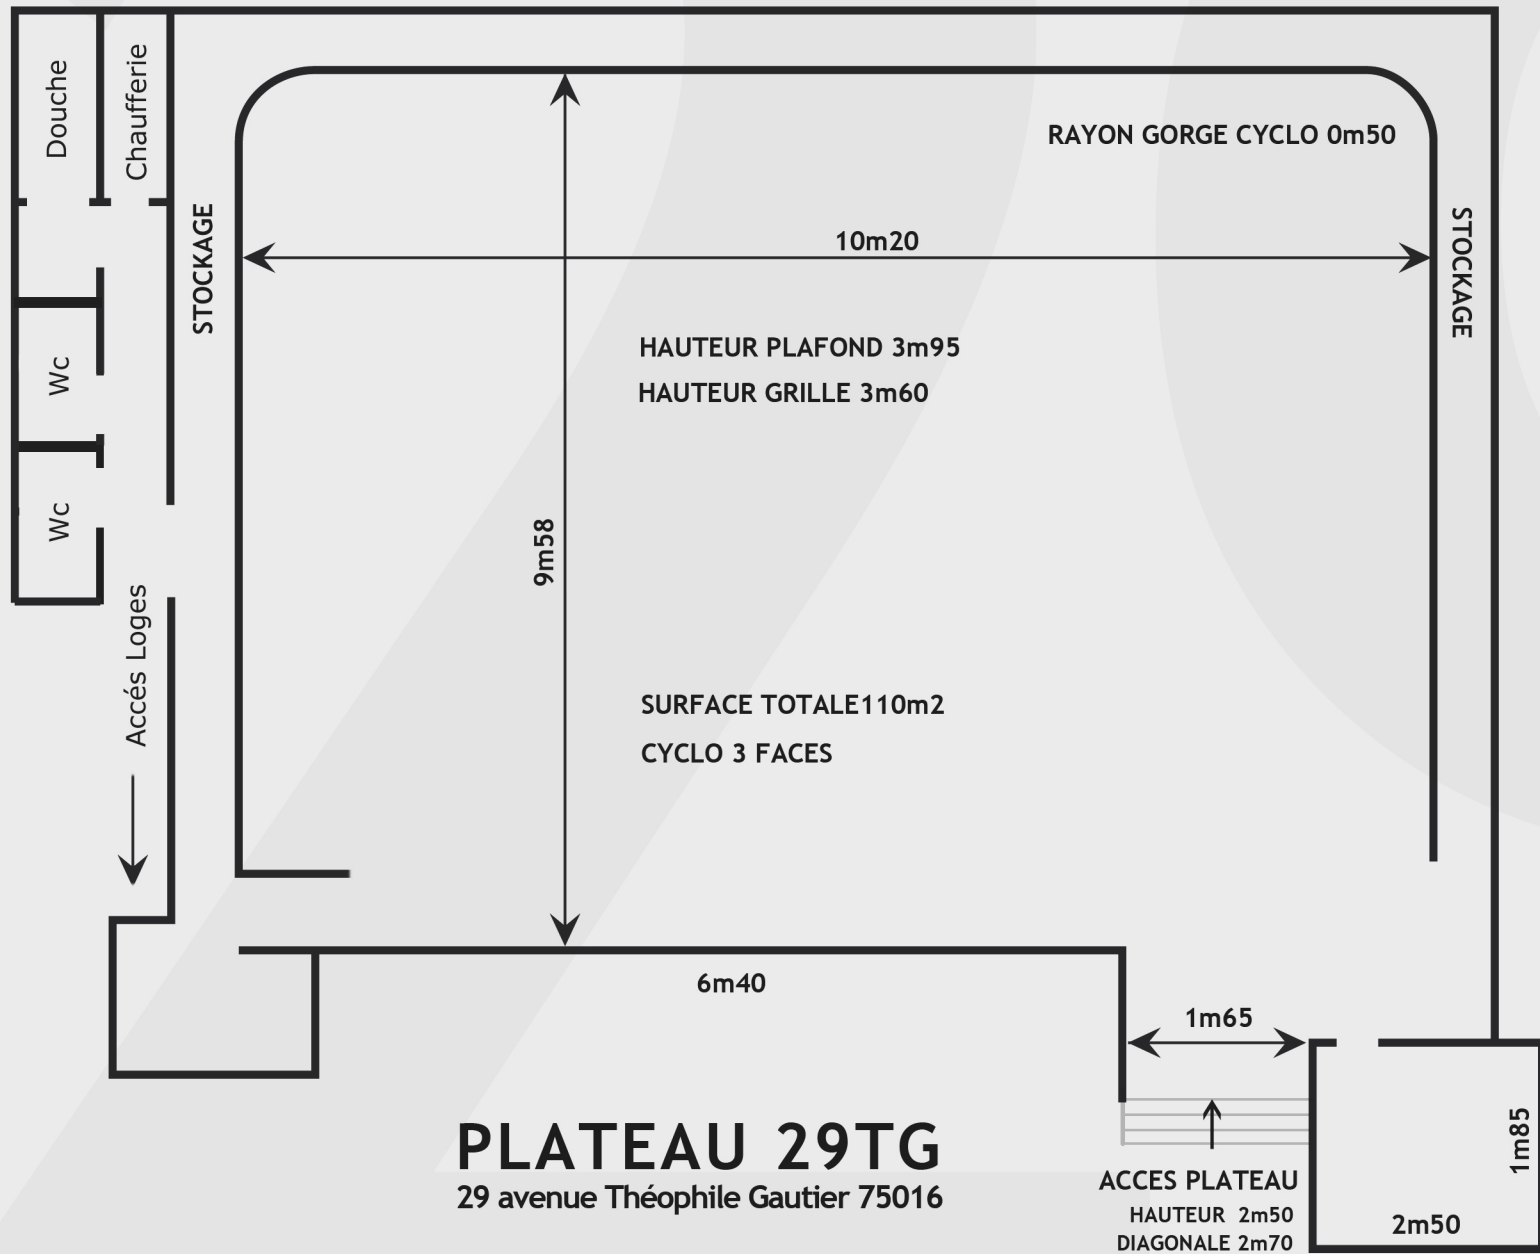 Douche
Chaufferie
RAYON GORGE CYCLO 0m50
STOCKAGE
STOCKAGE
10m20
HAUTEUR PLAFOND 3m95
HAUTEUR GRILLE 3m60
Wc
Wc
9m58
Accés Loges
SURFACE TOTALE110m2
CYCLO 3 FACES
6m40
1m65
PLATEAU 29TG
29 avenue Théophile Gautier 75016
ACCES PLATEAU
HAUTEUR 2m50
DIAGONALE 2m70
1m85
2m50